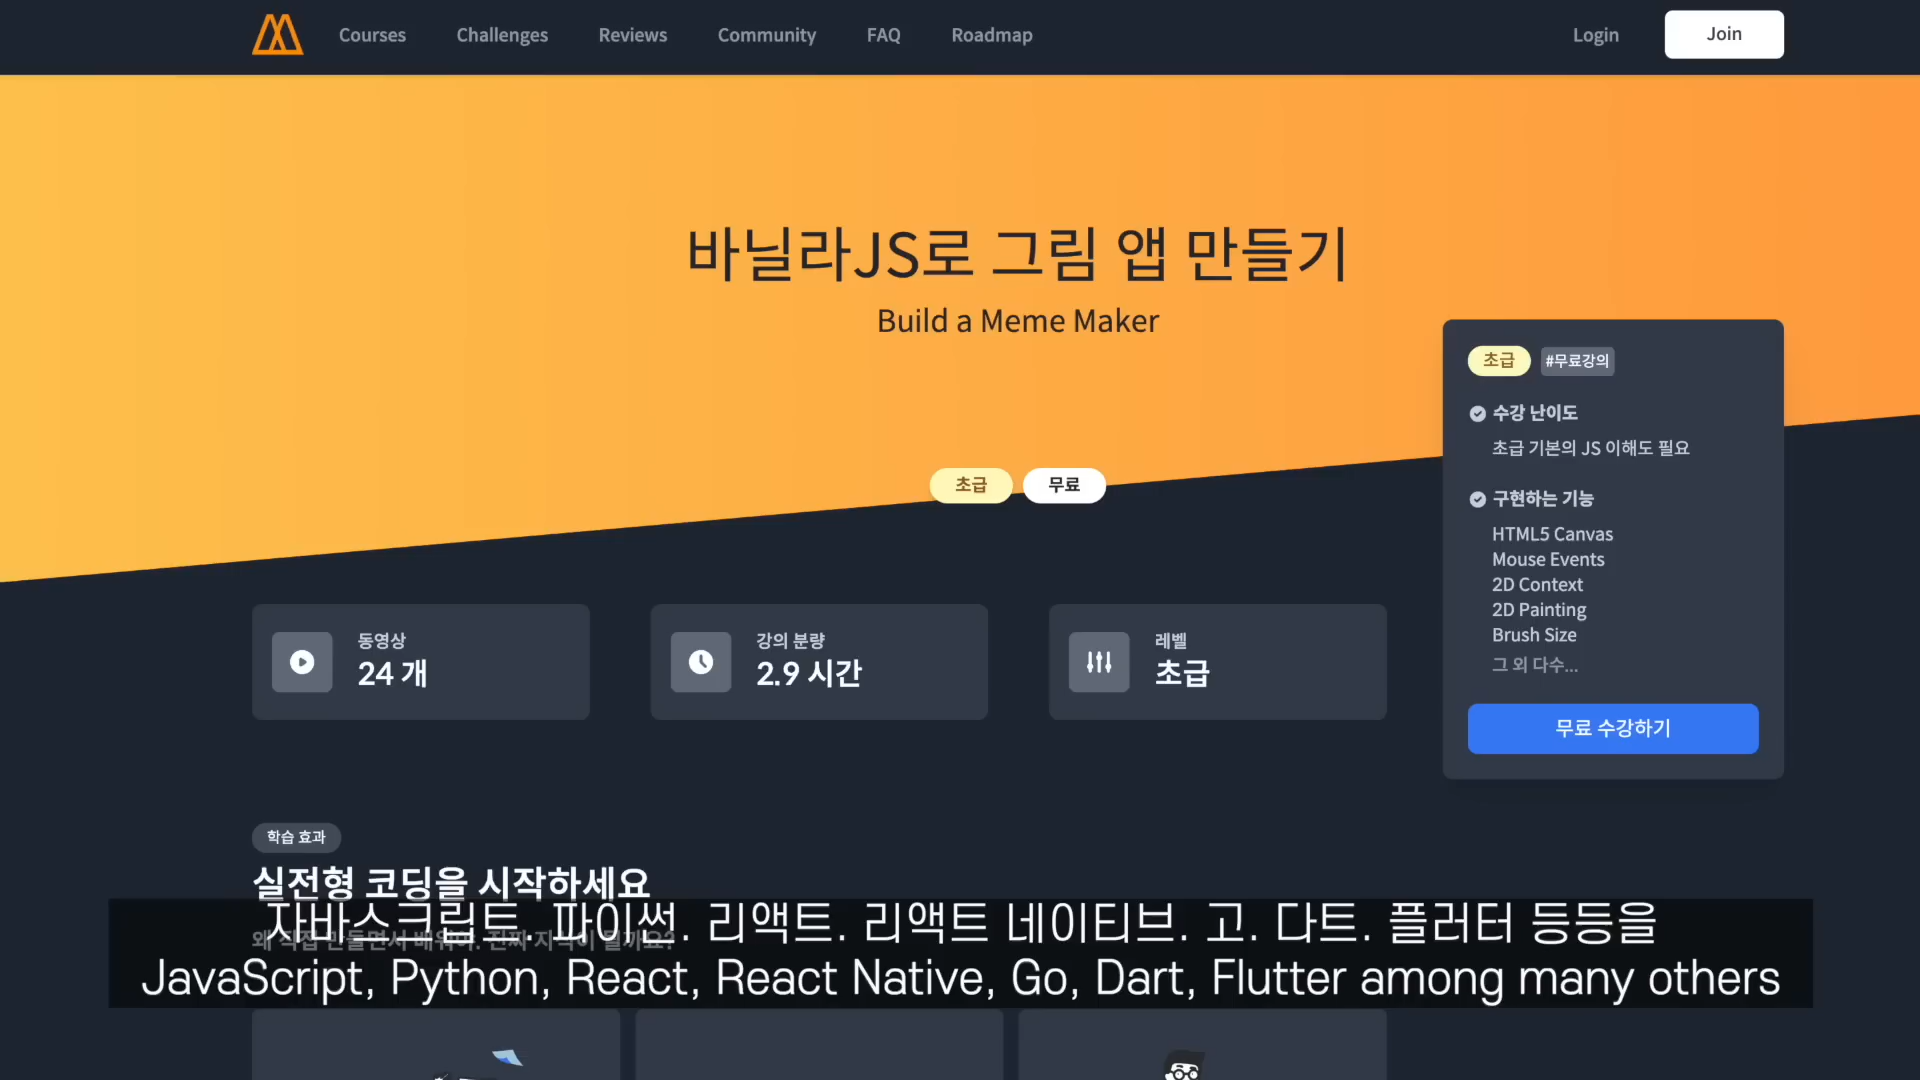 Courses
Challenges
Reviews
Community
FAQ
Roadmap
Login
Join
바닐라JS로 그림 앱 만들기
Build a Meme Maker
초급
무료
초급
#무료강의
수강 난이도
초급 기본의 JS 이해도 필요
구현하는 기능
HTML5 Canvas
Mouse Events
2D Context
2D Painting
Brush Size
그 외 다수...
무료 수강하기
동영상
24 개
강의 분량
2.9 시간
레벨
초급
학습 효과
실전형 코딩을 시작하세요
자바스크립트. 파이썬. 리액트. 리액트 네이티브. 고. 다트. 플러터 등등을
JavaScript, Python, React, React Native, Go, Dart, Flutter among many others